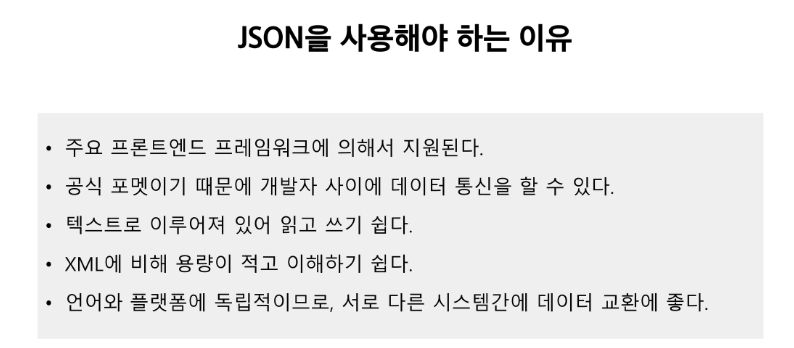 JSON을 사용해야 하는 이유
• 주요 프론트엔드 프레임워크에 의해서 지원된다.
• 공식 포멧이기 때문에 개발자 사이에 데이터 통신을 할 수 있다.
• 텍스트로 이루어져 있어 읽고 쓰기 쉽다.
• XML에 비해 용량이 적고 이해하기 쉽다.
• 언어와 플랫폼에 독립적이므로, 서로 다른 시스템간에 데이터 교환에 좋다.